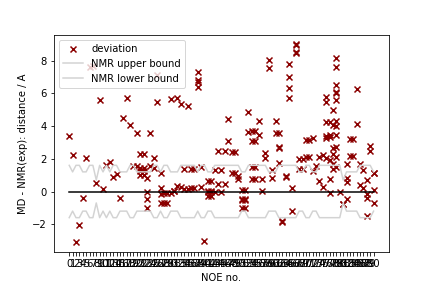 deviation
NMR upper bound
NMR lower bound
MD - NMR(exp): distance / A
8
6
4
2
0
−2
NOE no.